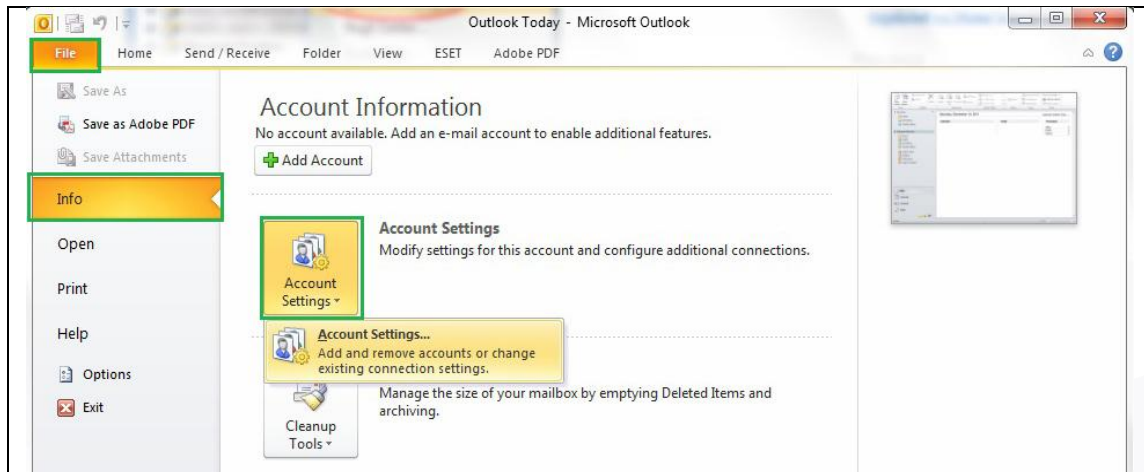 Outlook Today - Microsoft Outlook
File Home Send / Receive Folder View ESET Adobe PDF
Save As
Save as Adobe PDF
Save Attachments
Info
Open
Print
Help
Options
Exit
Account Information
No account available. Add an e-mail account to enable additional features.
Add Account
Account
Settings
Account Settings
Modify settings for this account and configure additional connections.
Account Settings...
Add and remove accounts or change
existing connection settings.
Cleanup
Tools
Manage the size of your mailbox by emptying Deleted Items and
archiving.